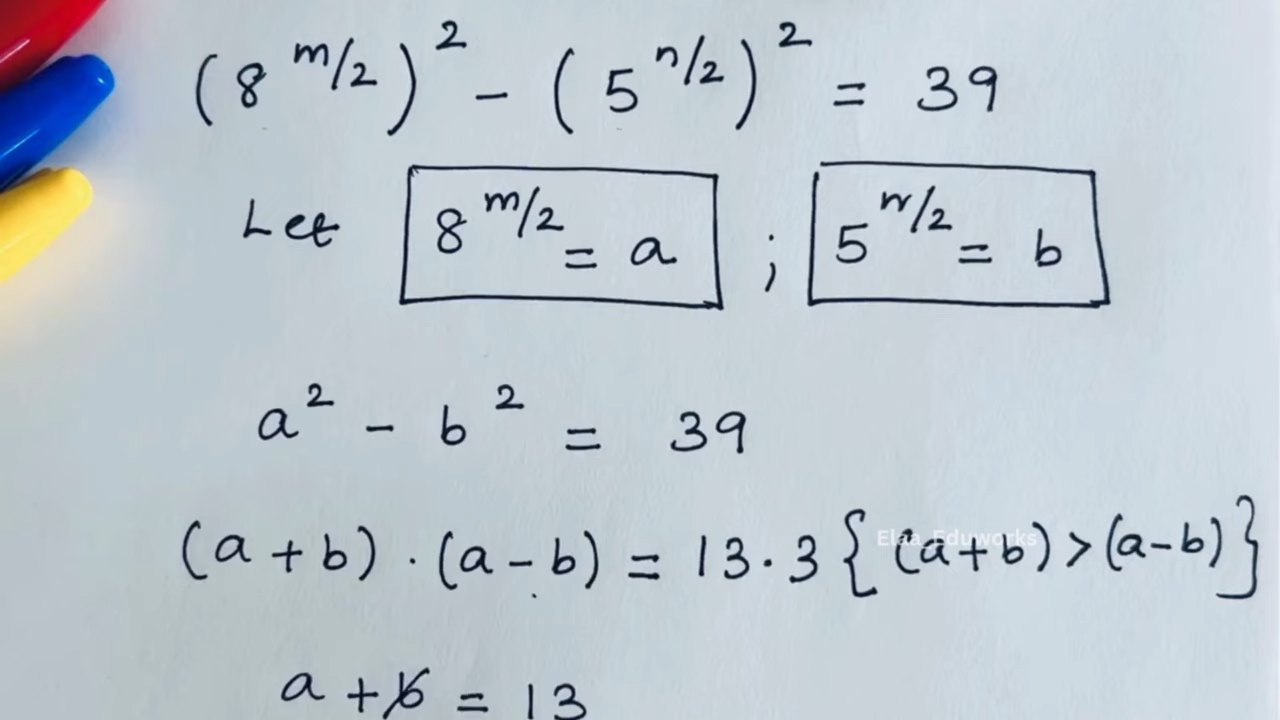 (8^{m/2})^2 - (5^{n/2})^2 = 39
Let 8^{m/2} = a ; 5^{n/2} = b
a^2 - b^2 = 39
(a + b) · (a - b) = 13 · 3 { (a + b) > (a - b) }
Elaa Eduworks
a + b = 13